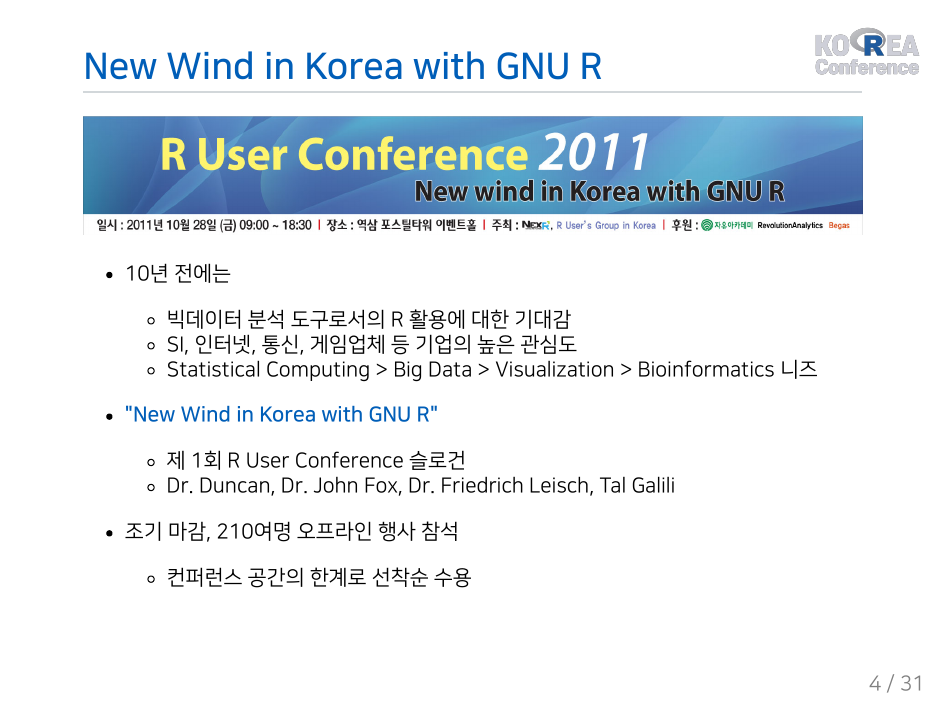 New Wind in Korea with GNU R
KOREA
Conference
R User Conference 2011
New wind in Korea with GNU R
일시 : 2011년 10월 28일 (금) 09:00 ~ 18:30 | 장소 : 역삼 포스틸타워 이벤트홀 | 주최 : NEXR, R User's Group in Korea | 후원 : 자유아카데미 RevolutionAnalytics Begas
10년 전에는
빅데이터 분석 도구로서의 R 활용에 대한 기대감
SI, 인터넷, 통신, 게임업체 등 기업의 높은 관심도
Statistical Computing > Big Data > Visualization > Bioinformatics 니즈
"New Wind in Korea with GNU R"
제 1회 R User Conference 슬로건
Dr. Duncan, Dr. John Fox, Dr. Friedrich Leisch, Tal Galili
조기 마감, 210여명 오프라인 행사 참석
컨퍼런스 공간의 한계로 선착순 수용
4 / 31